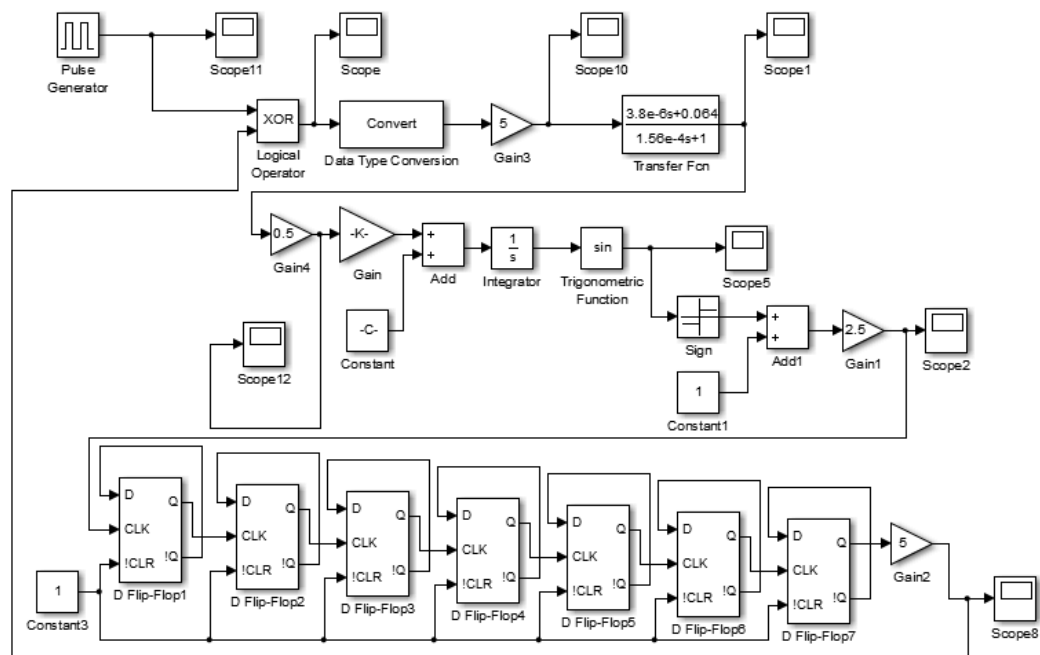 Pulse
Generator
Scope11
Scope
Scope10
Scope1
XOR
Logical
Operator
Convert
Data Type Conversion
5
Gain3
3.8e-6s+0.064
1.56e-4s+1
Transfer Fcn
0.5
Gain4
-K-
Gain
+
+
Add
1
s
Integrator
sin
Trigonometric
Function
Scope5
Scope12
-C-
Constant
Sign
+
+
Add1
2.5
Gain1
Scope2
1
Constant1
D
Q
CLK
!CLR
!Q
D Flip-Flop1
D
Q
CLK
!CLR
!Q
D Flip-Flop2
D
Q
CLK
!CLR
!Q
D Flip-Flop3
D
Q
CLK
!CLR
!Q
D Flip-Flop4
D
Q
CLK
!CLR
!Q
D Flip-Flop5
D
Q
CLK
!CLR
!Q
D Flip-Flop6
D
Q
CLK
!CLR
!Q
D Flip-Flop7
5
Gain2
1
Constant3
Scope8